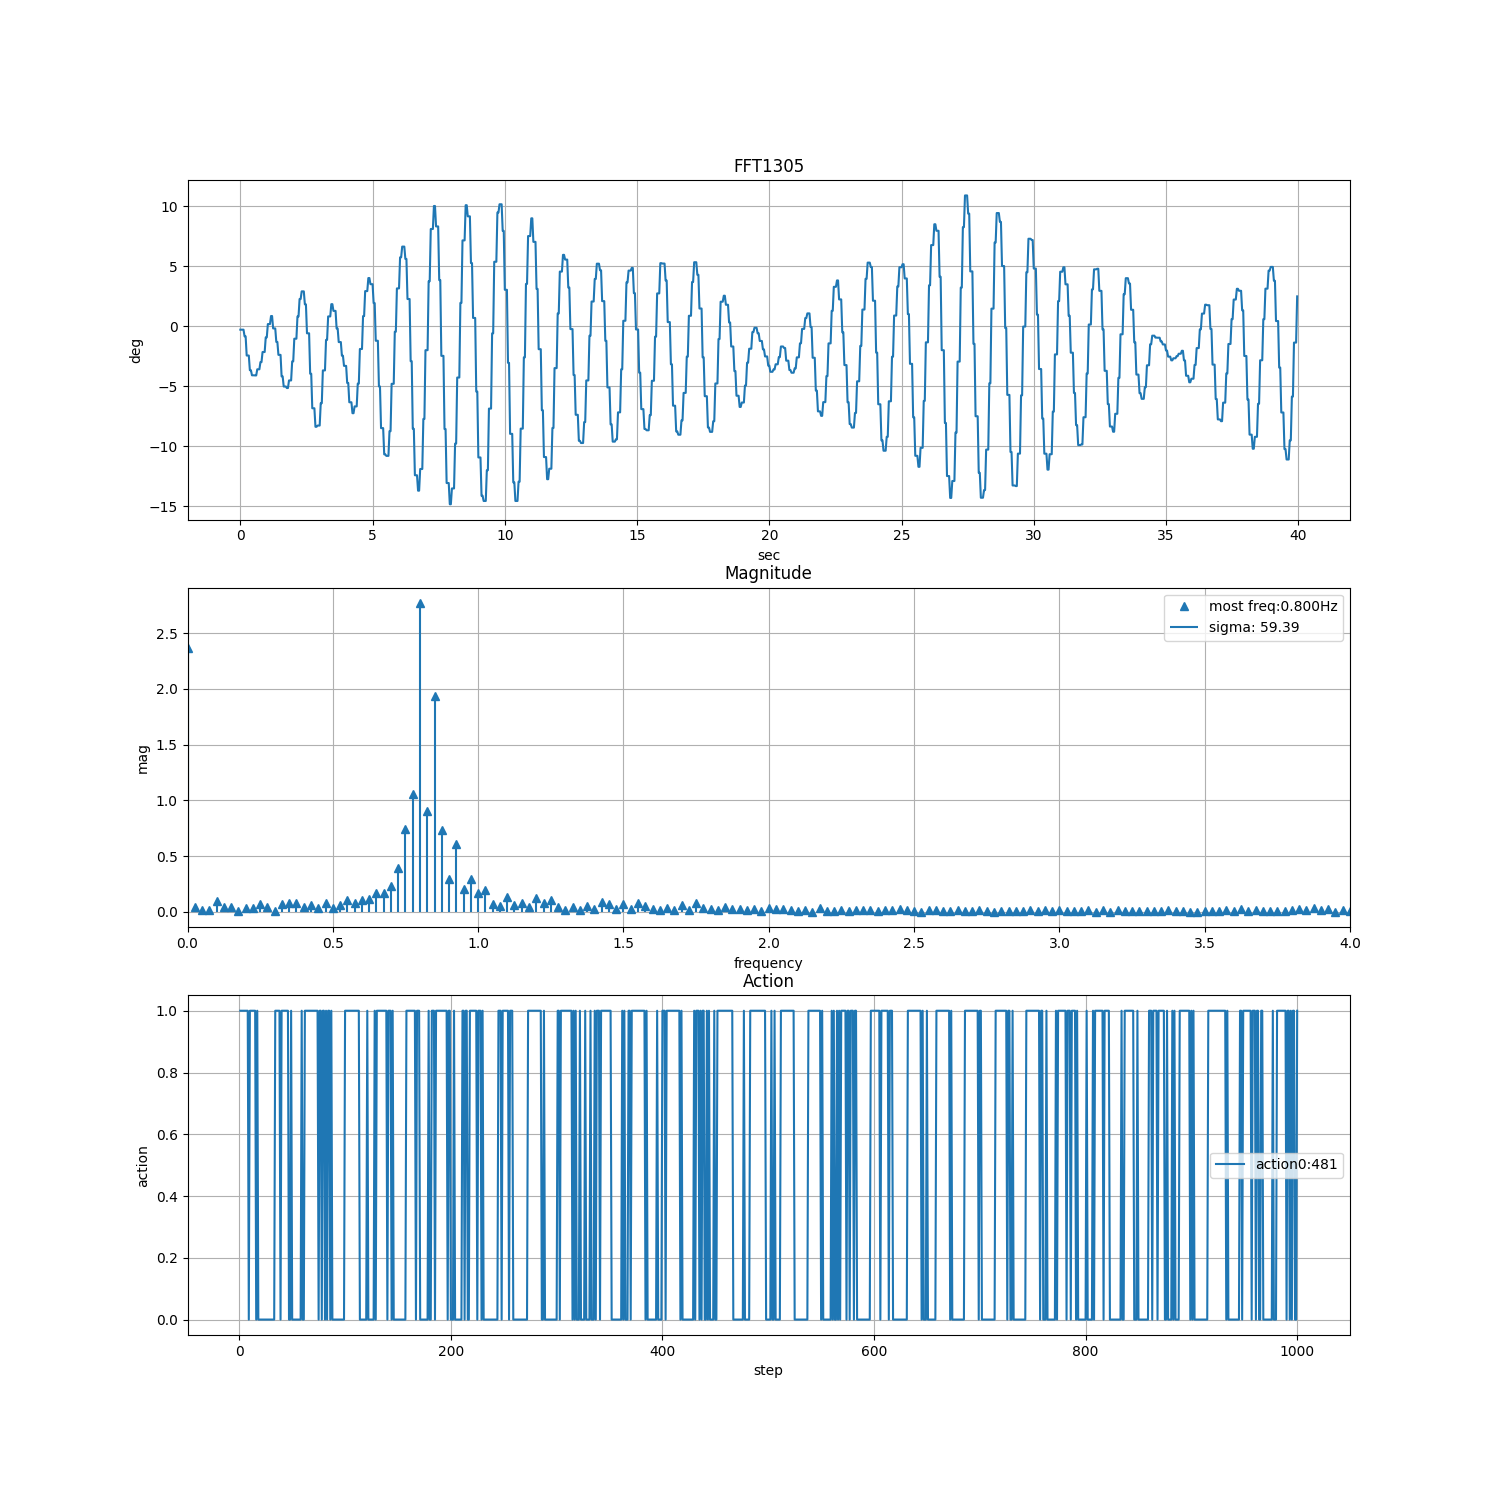 FFT1305
10
5
0
−5
−10
−15
deg
0 5 10 15 20 25 30 35 40
sec
Magnitude
most freq:0.800Hz
sigma: 59.39
2.5
2.0
1.5
1.0
0.5
0.0
mag
0.0 0.5 1.0 1.5 2.0 2.5 3.0 3.5 4.0
frequency
Action
1.0
0.8
0.6
0.4
0.2
0.0
action
action0:481
0 200 400 600 800 1000
step